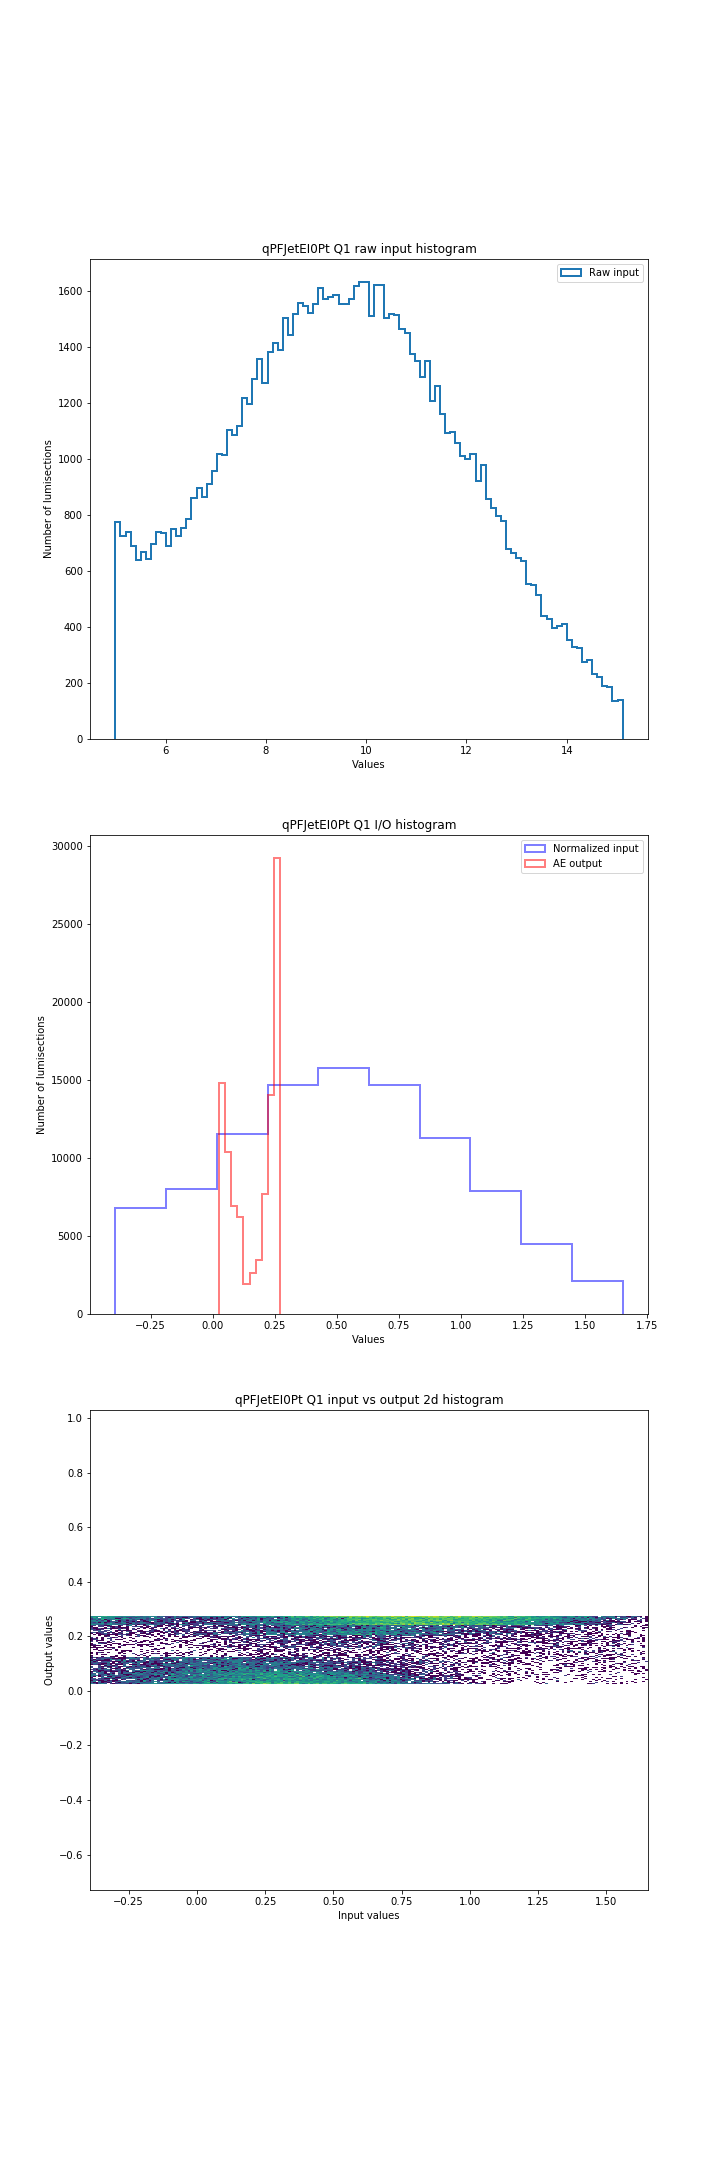 qPFJetEI0Pt Q1 raw input histogram
Raw input
1600
1400
1200
1000
800
600
400
200
0
Number of lumisections
6 8 10 12 14
Values
qPFJetEI0Pt Q1 I/O histogram
Normalized input
AE output
30000
25000
20000
15000
10000
5000
0
Number of lumisections
−0.25 0.00 0.25 0.50 0.75 1.00 1.25 1.50 1.75
Values
qPFJetEI0Pt Q1 input vs output 2d histogram
1.0
0.8
0.6
0.4
0.2
0.0
−0.2
−0.4
−0.6
Output values
−0.25 0.00 0.25 0.50 0.75 1.00 1.25 1.50
Input values